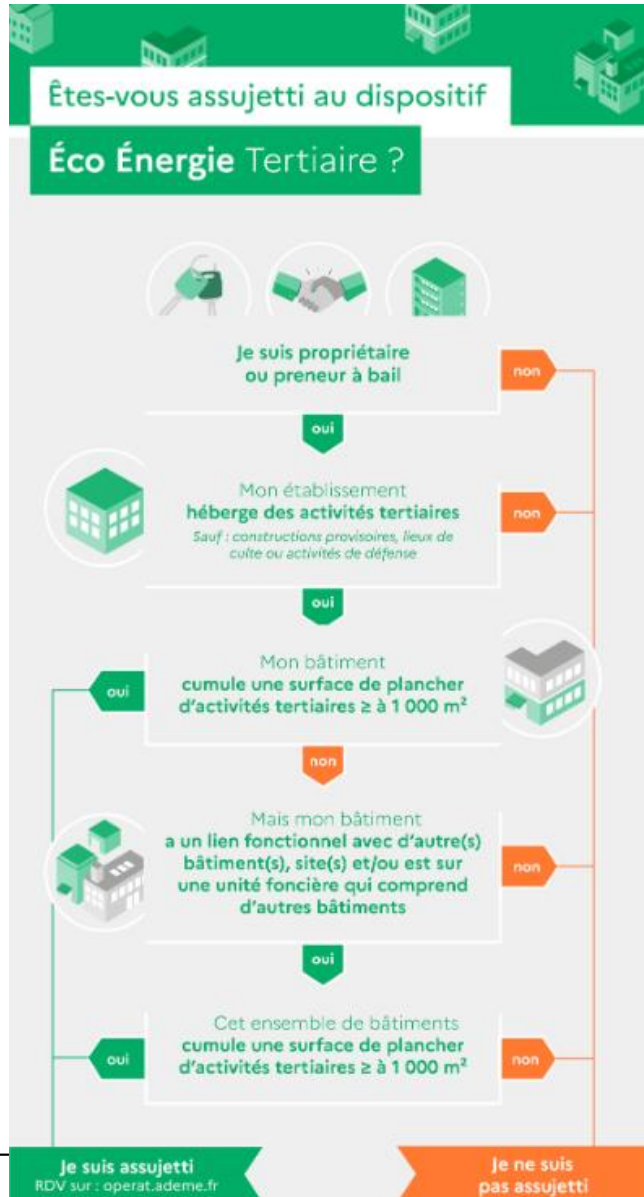 Êtes-vous assujetti au dispositif
Éco Énergie Tertiaire ?
Je suis propriétaire
ou preneur à bail
non
oui
Mon établissement
héberge des activités tertiaires
Sauf : constructions provisoires, lieux de
culte ou activités de défense
non
oui
Mon bâtiment
cumule une surface de plancher
d'activités tertiaires ≥ à 1 000 m²
oui
non
Mais mon bâtiment
a un lien fonctionnel avec d'autre(s)
bâtiment(s), site(s) et/ou est sur
une unité foncière qui comprend
d'autres bâtiments
non
oui
Cet ensemble de bâtiments
cumule une surface de plancher
d'activités tertiaires ≥ à 1 000 m²
oui
non
Je suis assujetti
RDV sur : operat.ademe.fr
Je ne suis
pas assujetti